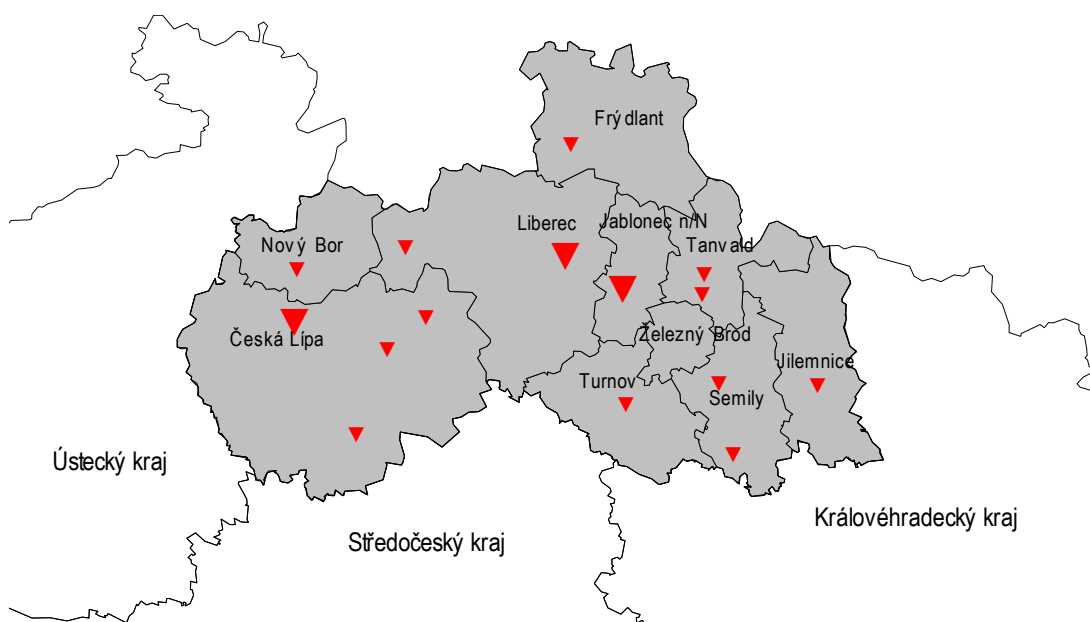 Frýdlant
Liberec
Jablonec n/N
Nový Bor
Tanvald
Česká Lípa
Železný Brod
Turnov
Jilemnice
Semily
Ústecký kraj
Královéhradecký kraj
Středočeský kraj